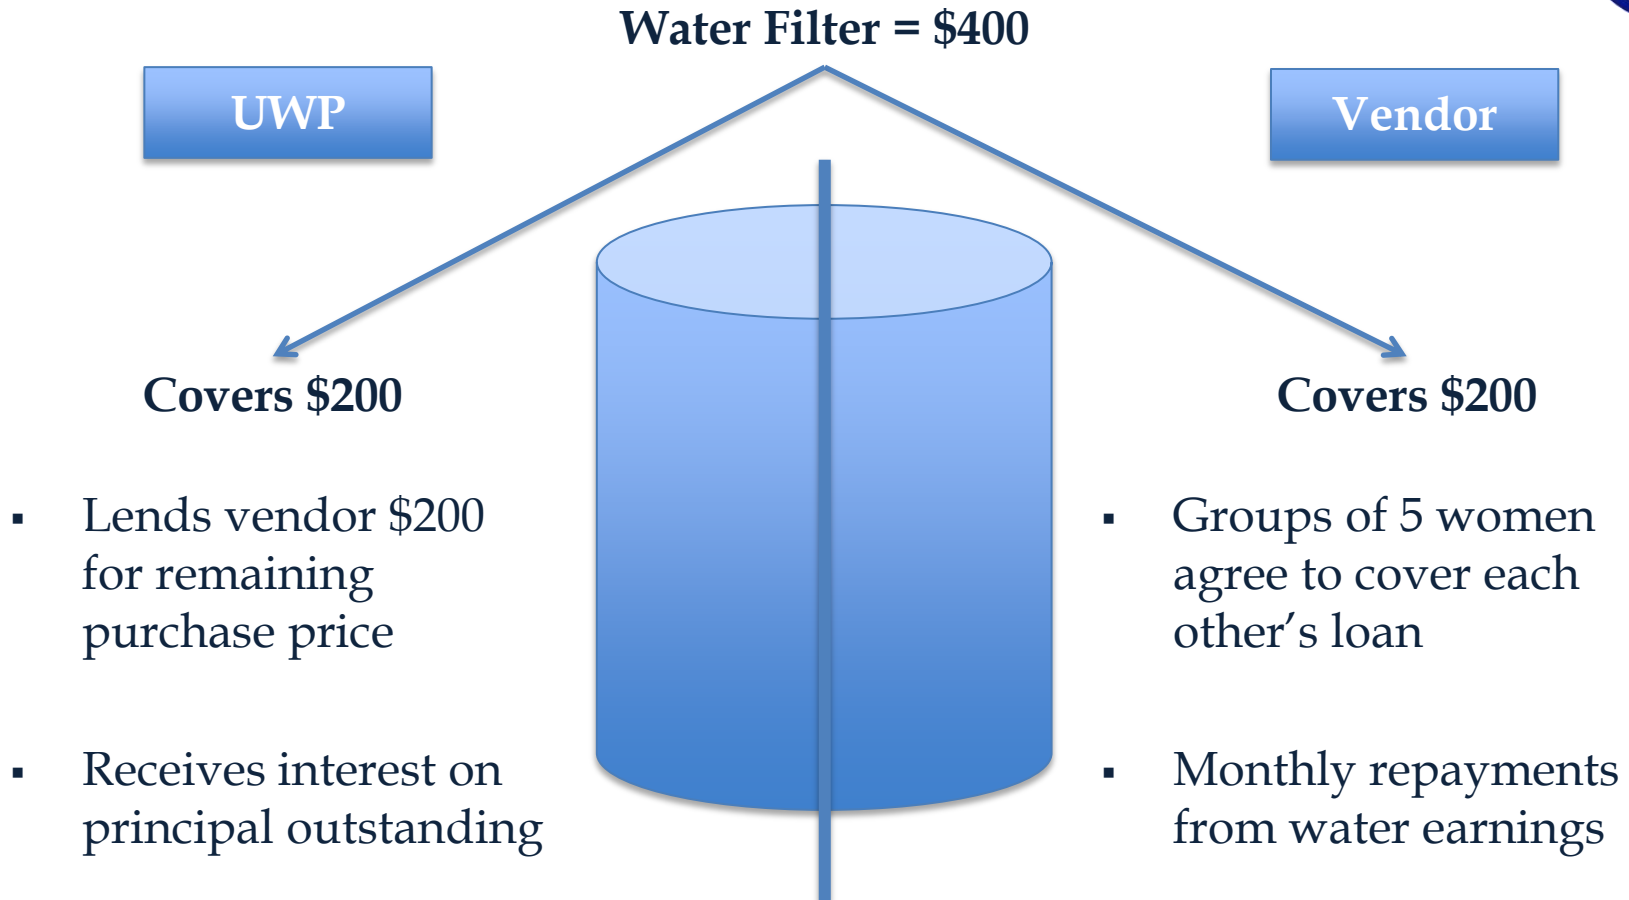 Water Filter = $400
UWP
Vendor
Covers $200
▪ Lends vendor $200
for remaining
purchase price
▪ Receives interest on
principal outstanding
Covers $200
▪ Groups of 5 women
agree to cover each
other’s loan
▪ Monthly repayments
from water earnings